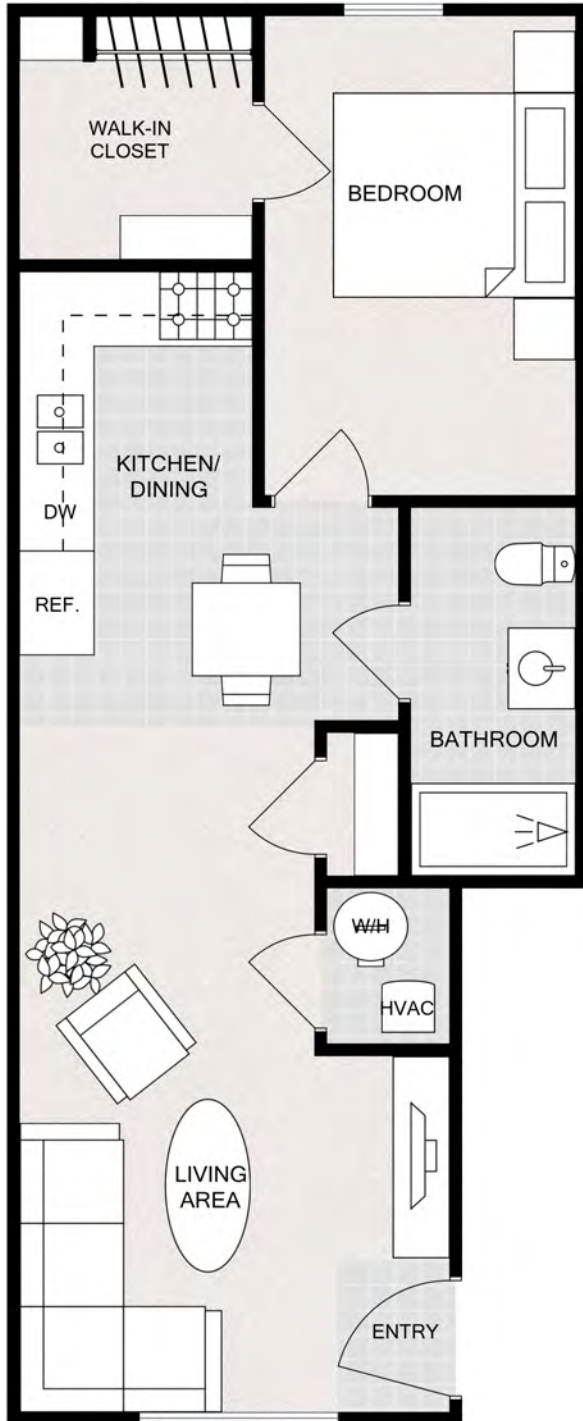 WALK-IN
CLOSET
BEDROOM
KITCHEN/
DINING
DW
REF.
BATHROOM
W/H
HVAC
LIVING
AREA
ENTRY